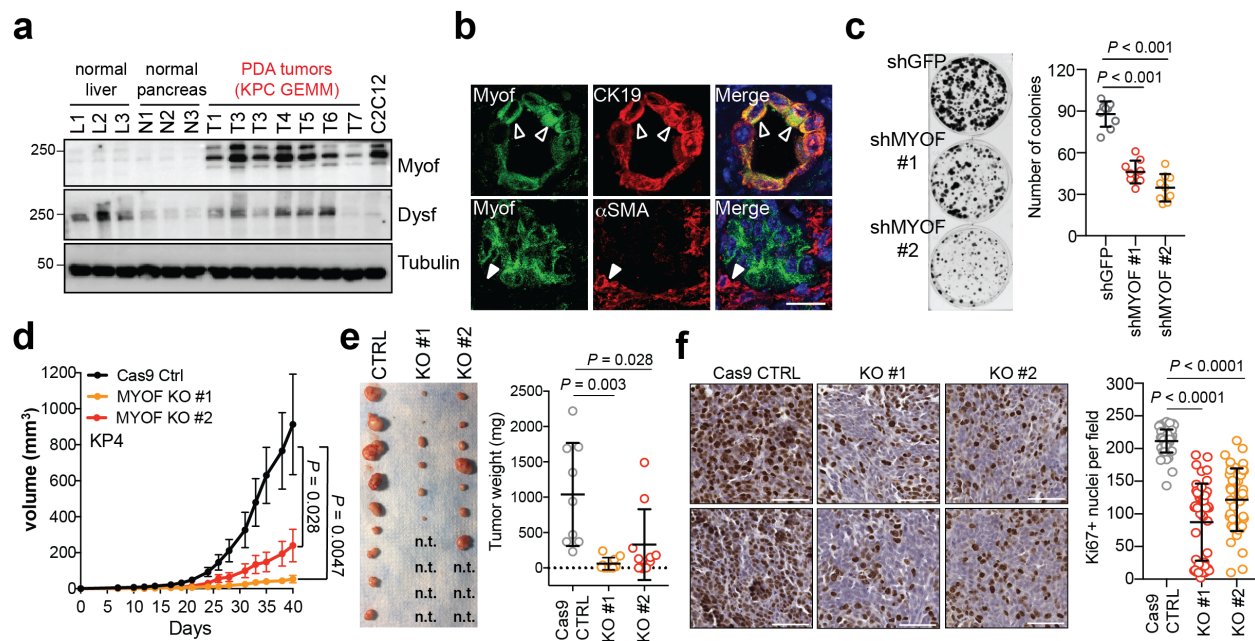 a
normal liver
normal pancreas
PDA tumors (KPC GEMM)
L1 L2 L3 N1 N2 N3 T1 T3 T3 T4 T5 T6 T7 C2C12
250
Myof
250
Dysf
50
Tubulin
b
Myof CK19 Merge
Myof αSMA Merge
c
shGFP
shMYOF #1
shMYOF #2
P < 0.001
P < 0.001
Number of colonies
120
90
60
30
0
shGFP
shMYOF #1
shMYOF #2
d
Cas9 Ctrl
MYOF KO #1
MYOF KO #2
KP4
volume (mm³)
1200
1000
800
600
400
200
0
0 5 10 15 20 25 30 35 40
Days
P = 0.028
P = 0.0047
e
CTRL
KO #1
KO #2
n.t.
n.t. n.t.
n.t. n.t.
n.t. n.t.
P = 0.028
P = 0.003
Tumor weight (mg)
2500
2000
1500
1000
500
0
Cas9 CTRL
KO #1
KO #2
f
Cas9 CTRL KO #1 KO #2
P < 0.0001
P < 0.0001
Ki67+ nuclei per field
300
250
200
150
100
50
0
Cas9 CTRL
KO #1
KO #2